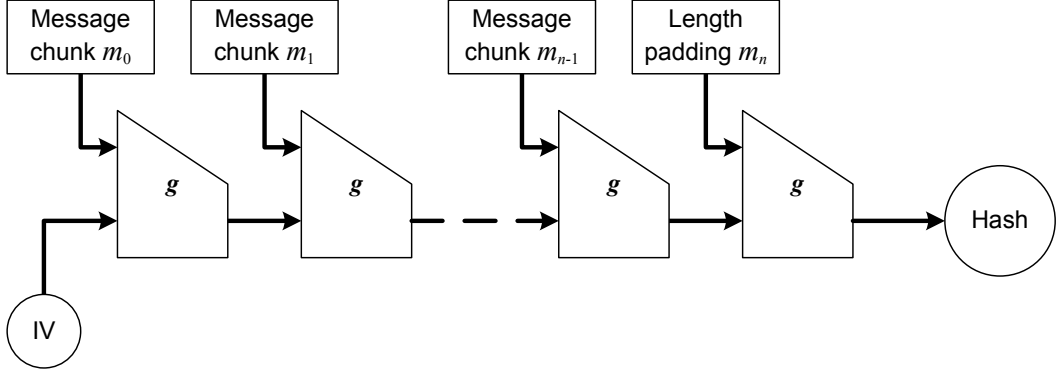 Message
chunk m₀
Message
chunk m₁
Message
chunk mₙ₋₁
Length
padding mₙ
g
g
g
g
Hash
IV